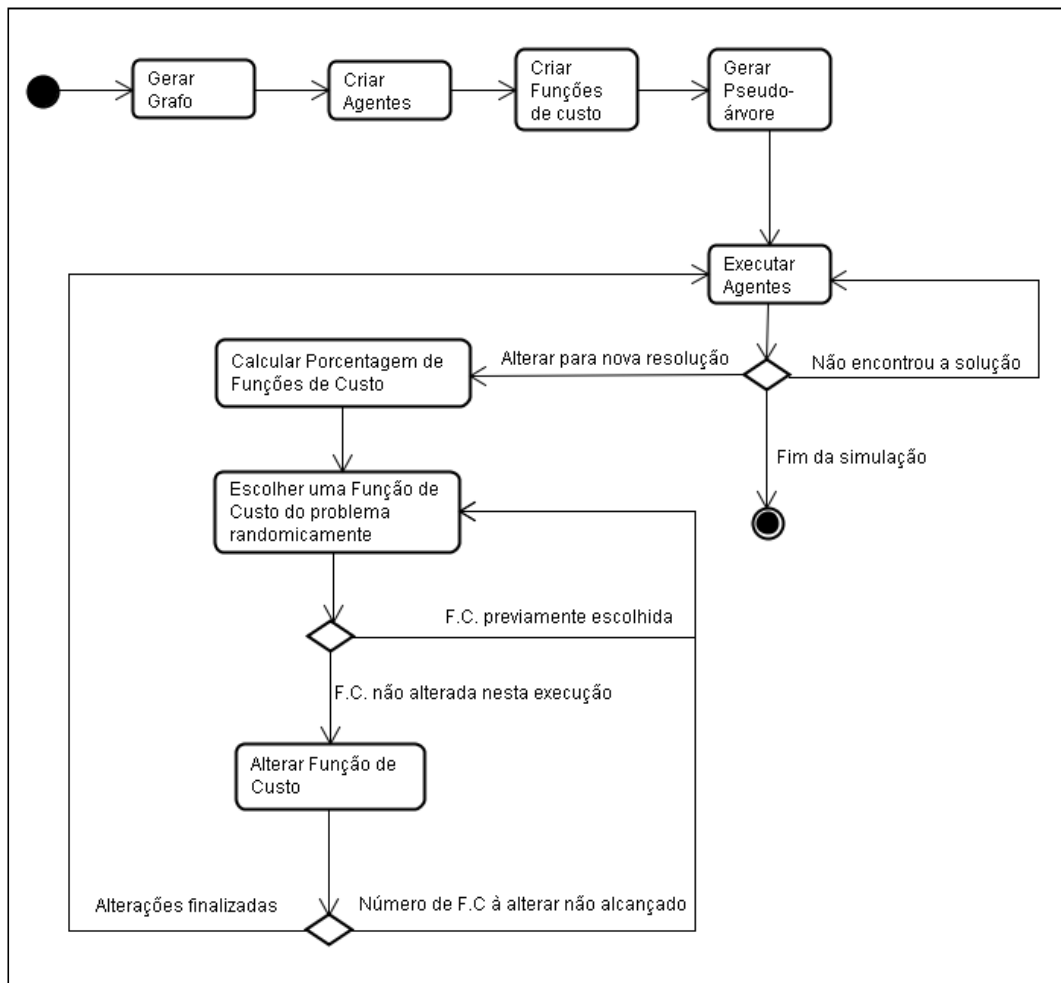 Gerar
Grafo
Criar
Agentes
Criar
Funções
de custo
Gerar
Pseudo-
árvore
Executar
Agentes
Calcular Porcentagem de
Funções de Custo
Alterar para nova resolução
Não encontrou a solução
Fim da simulação
Escolher uma Função de
Custo do problema
randomicamente
F.C. previamente escolhida
F.C. não alterada nesta execução
Alterar Função de
Custo
Alterações finalizadas
Número de F.C à alterar não alcançado